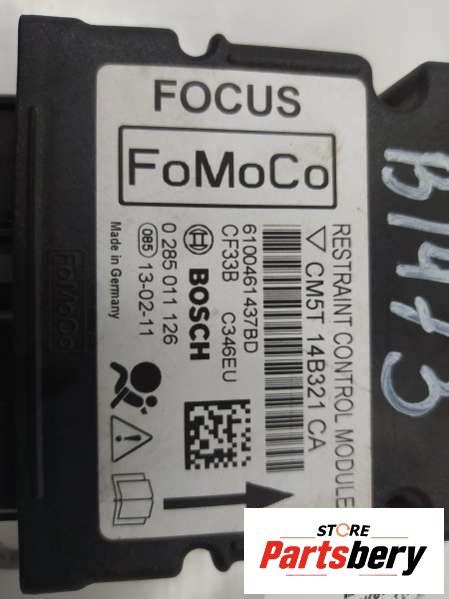 FOCUS
FoMoCo
RESTRAINT CONTROL MODULE
CM5T 14B321 CA
6100461437BD
CF33B C346EU
BOSCH
0 285 011 126
085 13-02-11
Made in Germany
FoMoCo
STORE
Partsbery